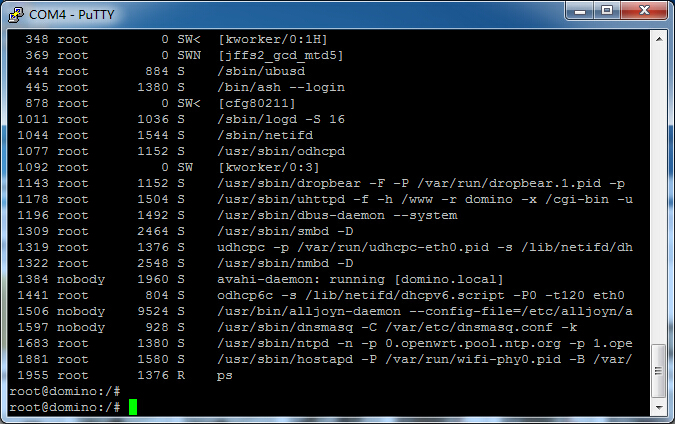 COM4 - PuTTY
348 root 0 SW< [kworker/0:1H]
369 root 0 SWN [jffs2_gcd_mtd5]
444 root 884 S /sbin/ubusd
445 root 1380 S /bin/ash --login
878 root 0 SW< [cfg80211]
1011 root 1036 S /sbin/logd -S 16
1044 root 1544 S /sbin/netifd
1077 root 1152 S /usr/sbin/odhcpd
1092 root 0 SW [kworker/0:3]
1143 root 1152 S /usr/sbin/dropbear -F -P /var/run/dropbear.1.pid -p
1178 root 1504 S /usr/sbin/uhttpd -f -h /www -r domino -x /cgi-bin -u
1196 root 1492 S /usr/sbin/dbus-daemon --system
1309 root 2464 S /usr/sbin/smbd -D
1319 root 1376 S udhcpc -p /var/run/udhcpc-eth0.pid -s /lib/netifd/dh
1322 root 2548 S /usr/sbin/nmbd -D
1384 nobody 1960 S avahi-daemon: running [domino.local]
1441 root 804 S odhcp6c -s /lib/netifd/dhcpv6.script -P0 -t120 eth0
1506 nobody 9524 S /usr/bin/alljoyn-daemon --config-file=/etc/alljoyn/a
1597 nobody 928 S /usr/sbin/dnsmasq -C /var/etc/dnsmasq.conf -k
1683 root 1380 S /usr/sbin/ntpd -n -p 0.openwrt.pool.ntp.org -p 1.ope
1881 root 1580 S /usr/sbin/hostapd -P /var/run/wifi-phy0.pid -B /var/
1955 root 1376 R ps
root@domino:/#
root@domino:/#